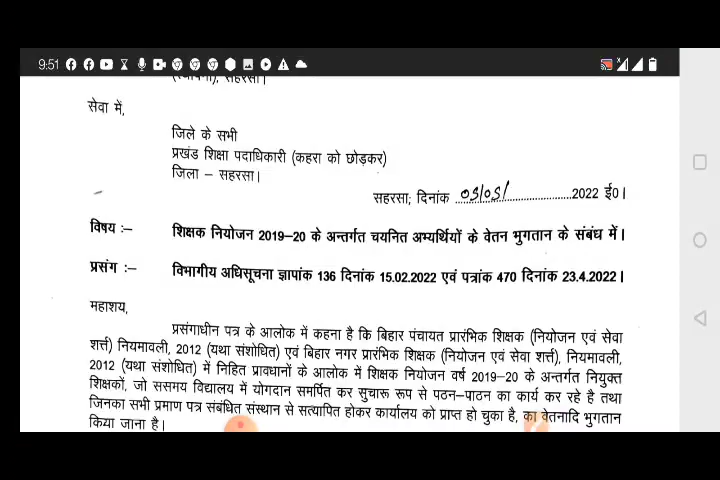 9:51
(स्थापना), सहरसा।
सेवा में,
जिले के सभी
प्रखंड शिक्षा पदाधिकारी (कहरा को छोड़कर)
जिला – सहरसा।
सहरसा; दिनांक 05/05/ 2022 ई0।
विषय :– शिक्षक नियोजन 2019-20 के अन्तर्गत चयनित अभ्यर्थियों के वेतन भुगतान के संबंध में।
प्रसंग :– विभागीय अधिसूचना ज्ञापांक 136 दिनांक 15.02.2022 एवं पत्रांक 470 दिनांक 23.4.2022।
महाशय,
प्रसंगाधीन पत्र के आलोक में कहना है कि बिहार पंचायत प्रारंभिक शिक्षक (नियोजन एवं सेवा
शर्त्त) नियमावली, 2012 (यथा संशोधित) एवं बिहार नगर प्रारंभिक शिक्षक (नियोजन एवं सेवा शर्त्त), नियमावली,
2012 (यथा संशोधित) में निहित प्रावधानों के आलोक में शिक्षक नियोजन वर्ष 2019-20 के अन्तर्गत नियुक्त
शिक्षकों, जो ससमय विद्यालय में योगदान समर्पित कर सुचारू रूप से पठन–पाठन का कार्य कर रहे है तथा
जिनका सभी प्रमाण पत्र संबंधित संस्थान से सत्यापित होकर कार्यालय को प्राप्त हो चुका है, का वेतनादि भुगतान
किया जाना है।